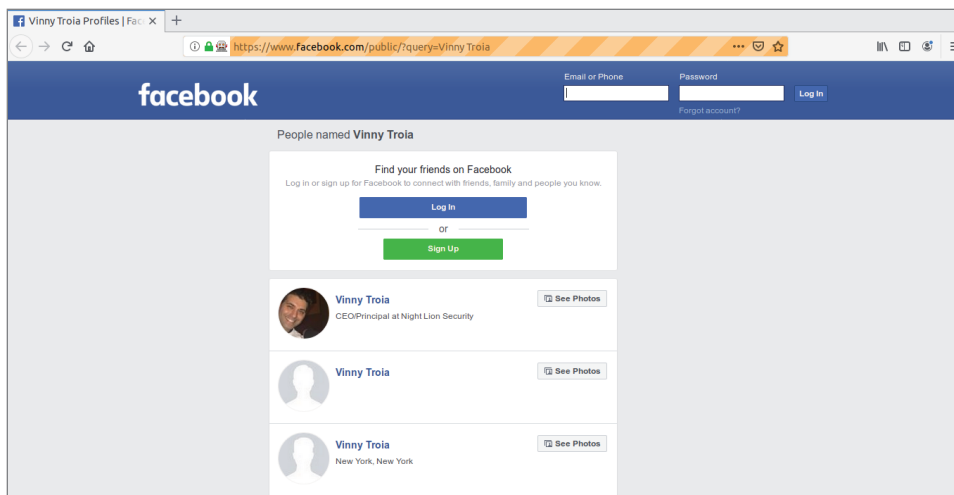 Vinny Troia Profiles | Fac
https://www.facebook.com/public/?query=Vinny Troia
facebook
Email or Phone
Password
Log In
Forgot account?
People named Vinny Troia
Find your friends on Facebook
Log in or sign up for Facebook to connect with friends, family and people you know.
Log In
or
Sign Up
Vinny Troia
See Photos
CEO/Principal at Night Lion Security
Vinny Troia
See Photos
Vinny Troia
See Photos
New York, New York